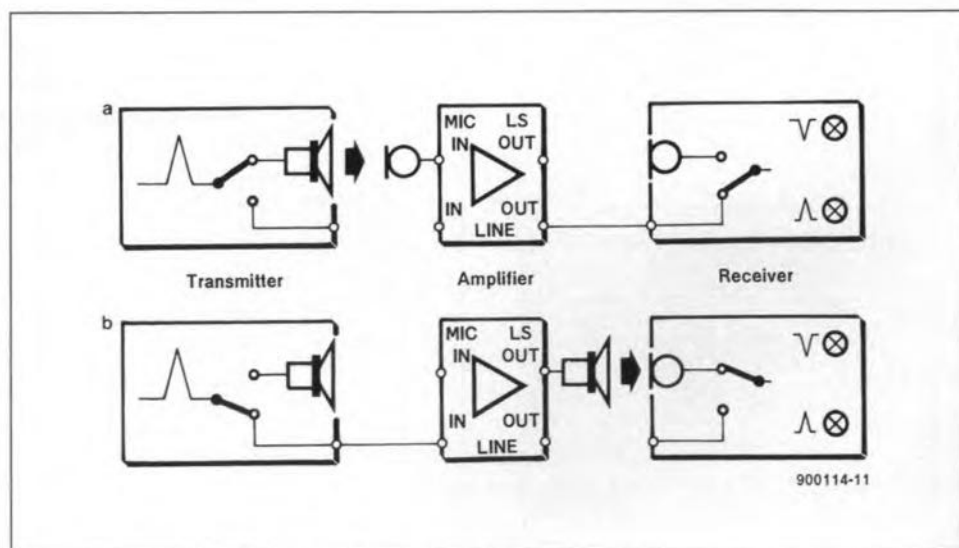 a
MIC LS
IN OUT
IN OUT
LINE
Transmitter Amplifier Receiver
b
MIC LS
IN OUT
IN OUT
LINE
900114-11